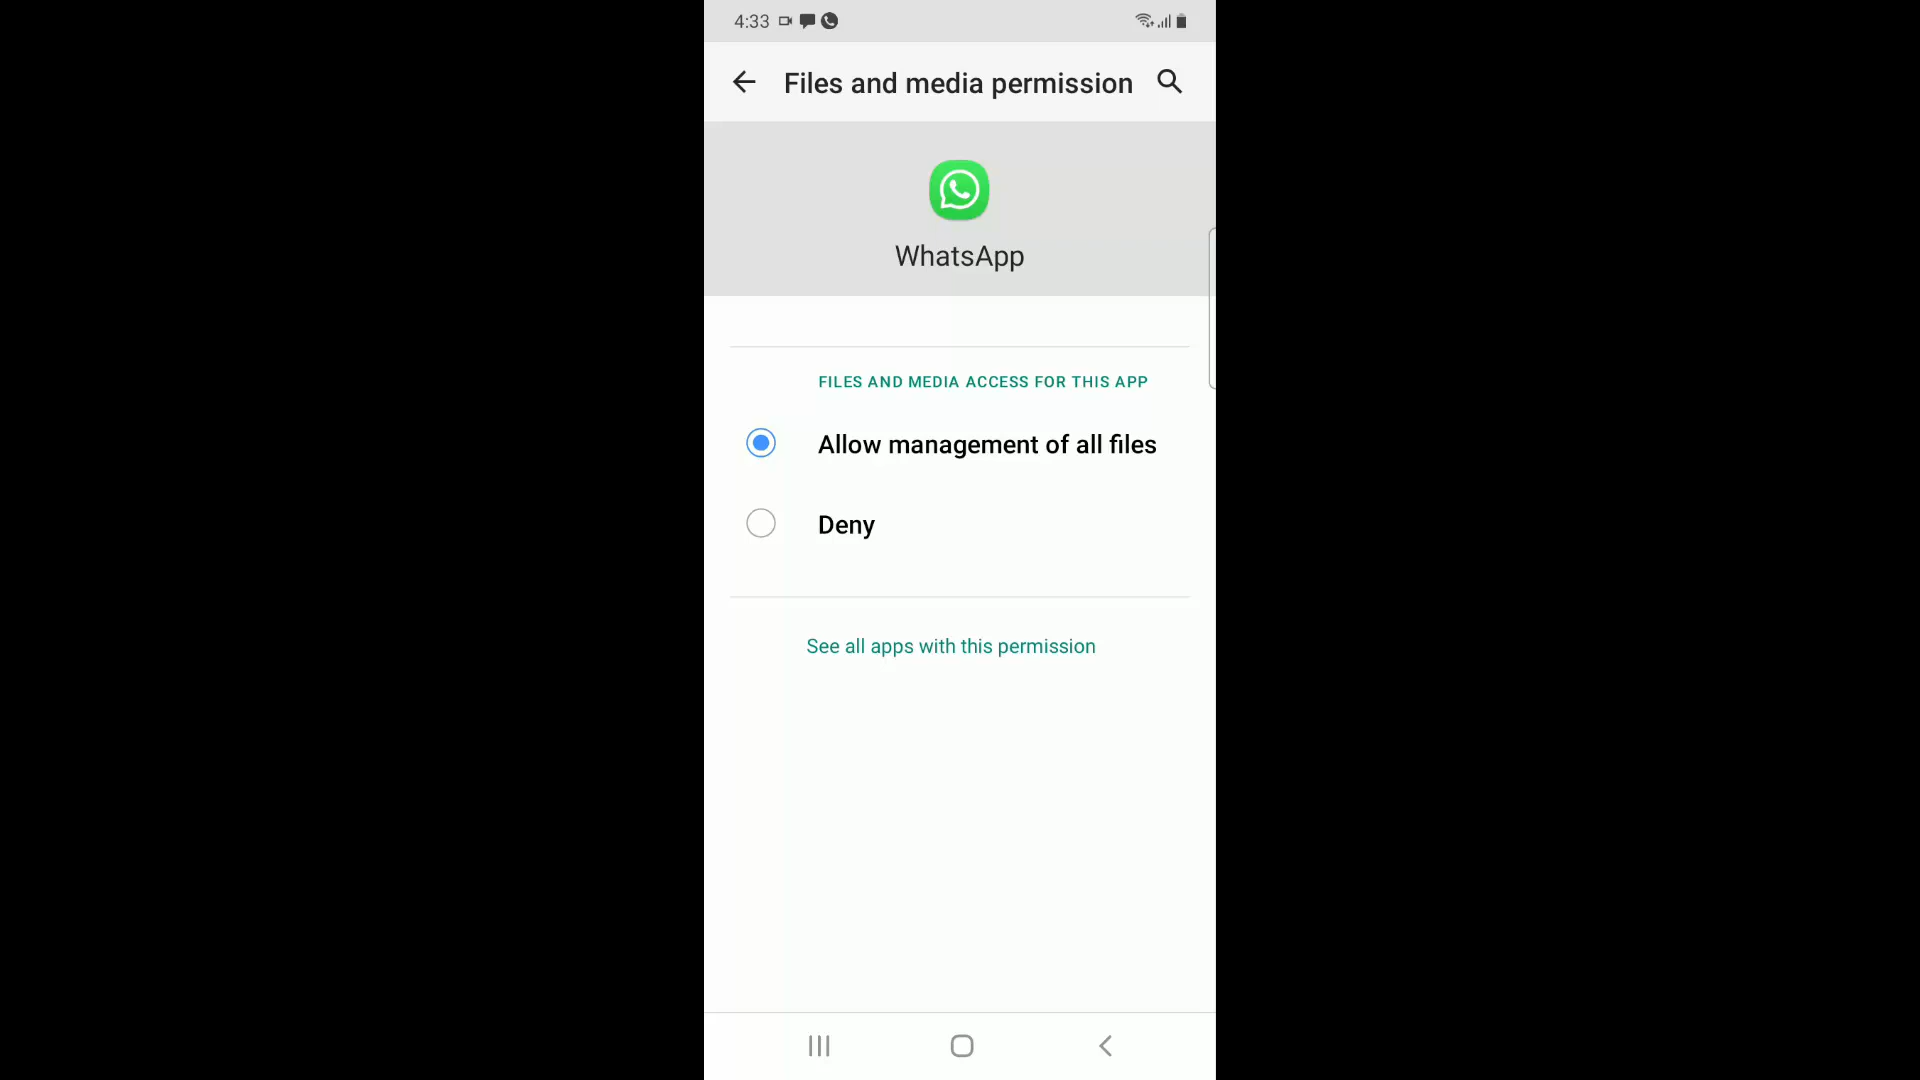 4:33
Files and media permission
WhatsApp
FILES AND MEDIA ACCESS FOR THIS APP
Allow management of all files
Deny
See all apps with this permission